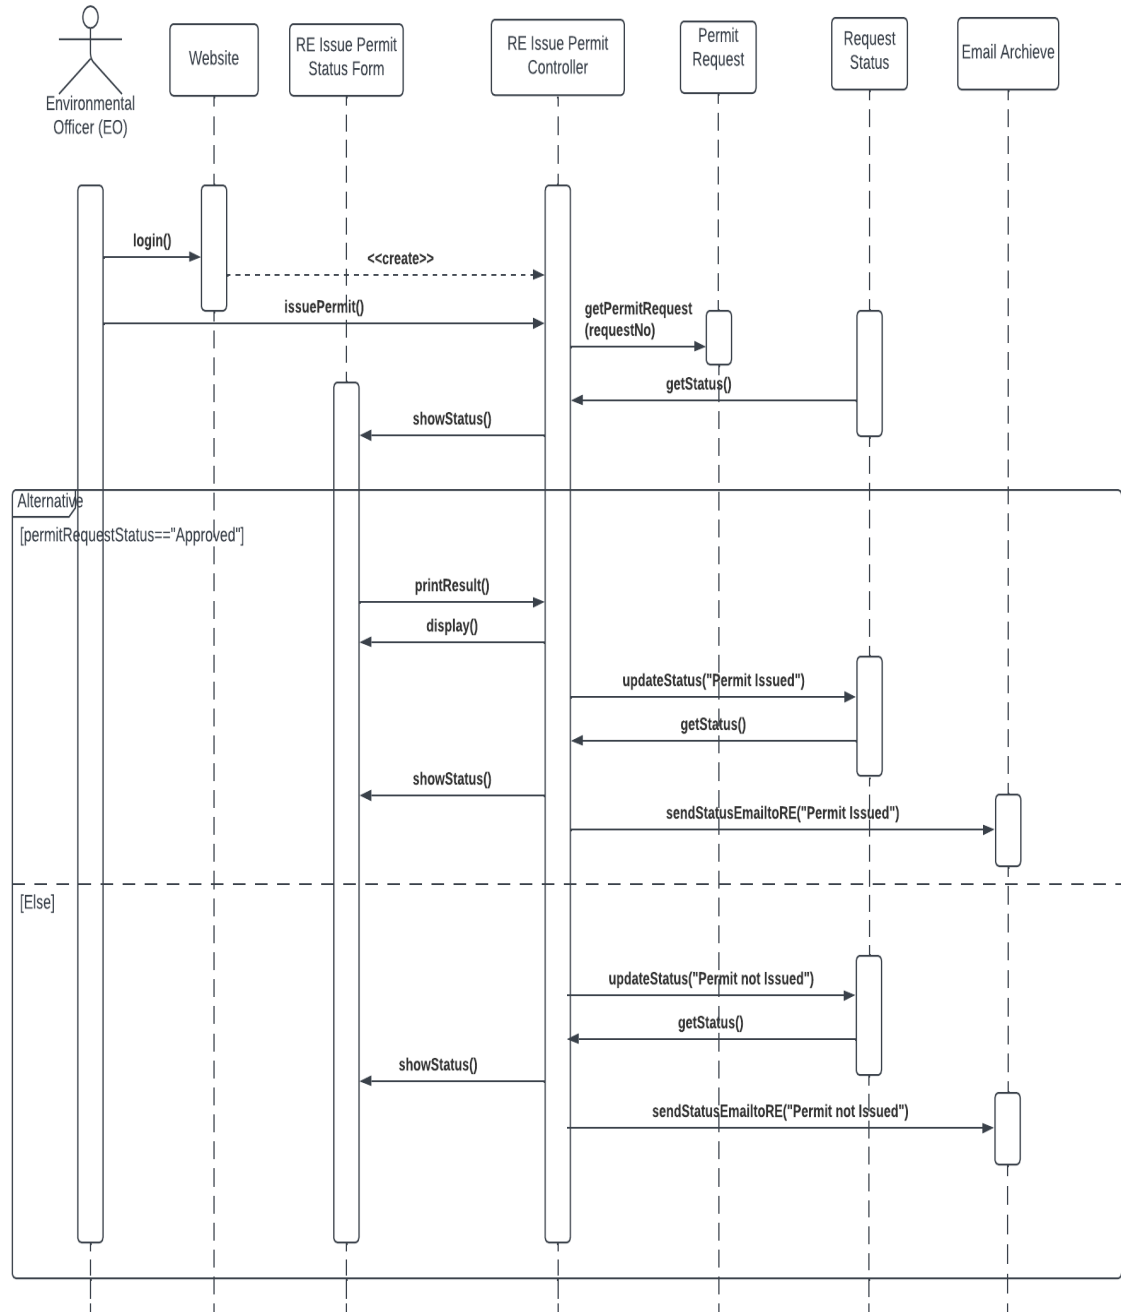 Environmental
Officer (EO)
Website
RE Issue Permit
Status Form
RE Issue Permit
Controller
Permit
Request
Request
Status
Email Archieve
login()
<<create>>
issuePermit()
getPermitRequest
(requestNo)
getStatus()
showStatus()
Alternative
[permitRequestStatus=="Approved"]
printResult()
display()
updateStatus("Permit Issued")
getStatus()
showStatus()
sendStatusEmailtoRE("Permit Issued")
[Else]
updateStatus("Permit not Issued")
getStatus()
showStatus()
sendStatusEmailtoRE("Permit not Issued")